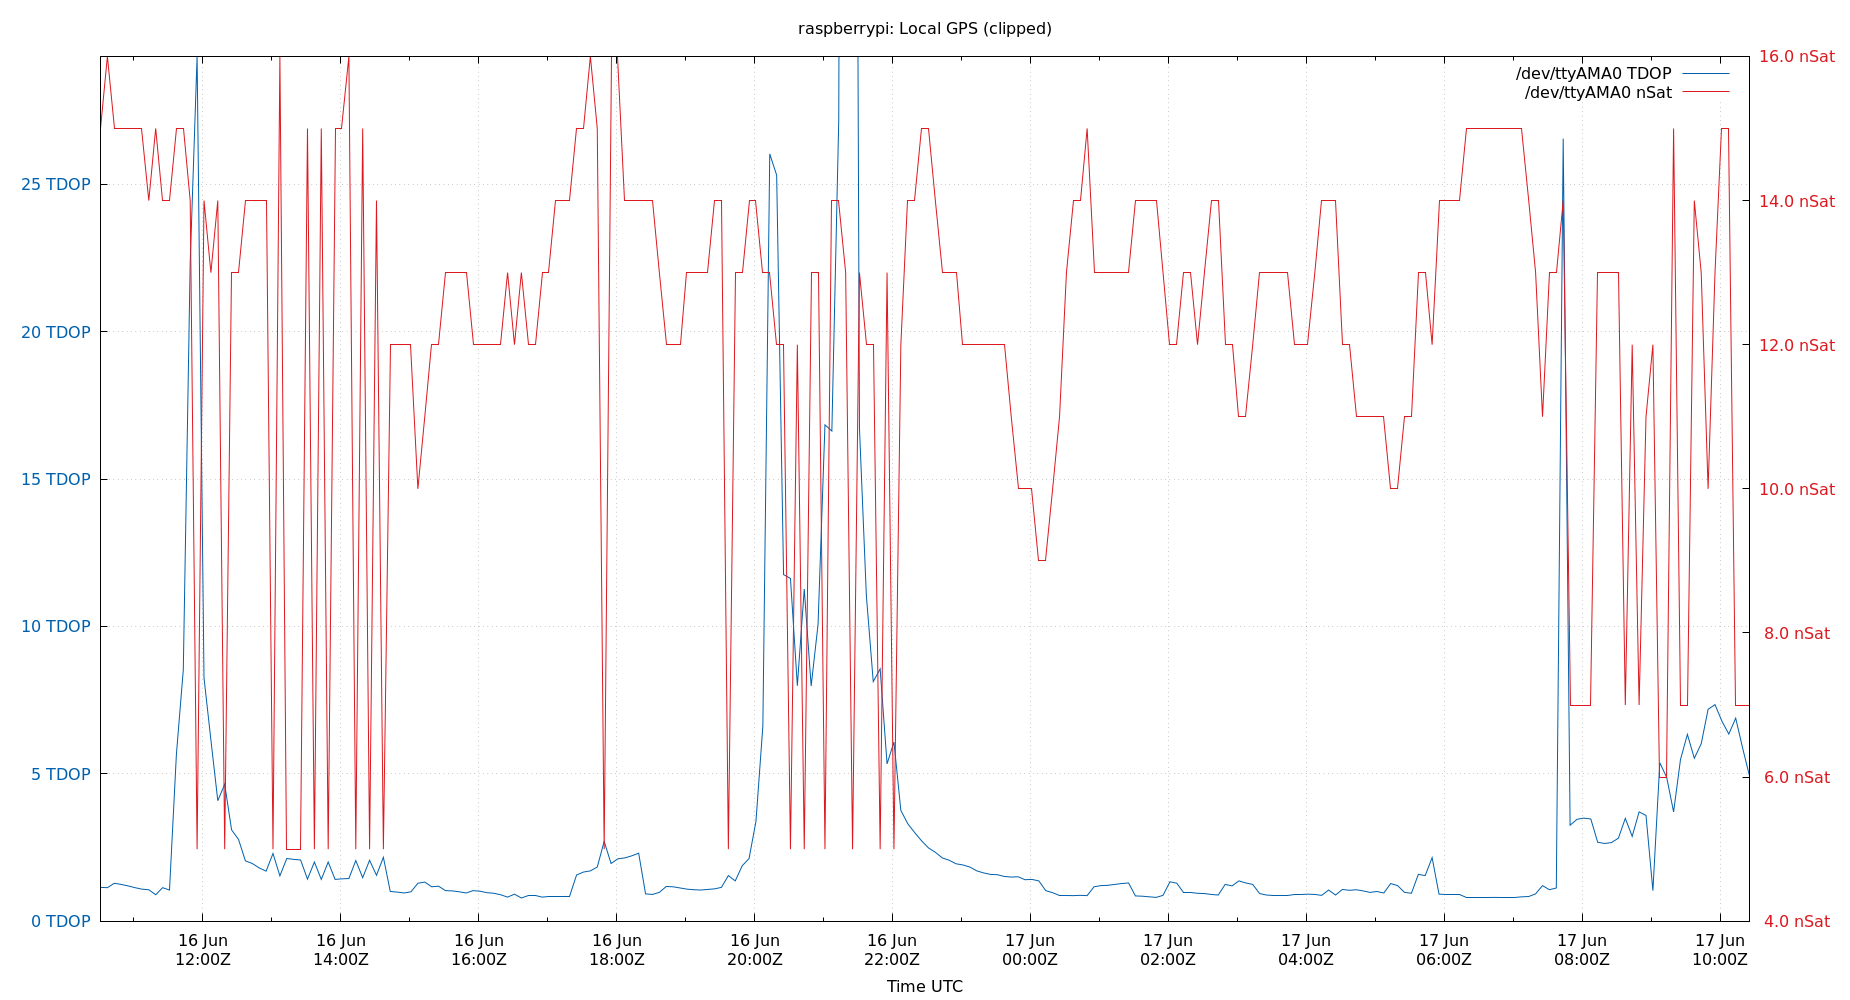 raspberrypi: Local GPS (clipped)
16.0 nSat
/dev/ttyAMA0 TDOP
/dev/ttyAMA0 nSat
25 TDOP
14.0 nSat
20 TDOP
12.0 nSat
15 TDOP
10.0 nSat
10 TDOP
8.0 nSat
5 TDOP
6.0 nSat
0 TDOP
4.0 nSat
16 Jun 16 Jun 16 Jun 16 Jun 16 Jun 16 Jun 17 Jun 17 Jun 17 Jun 17 Jun 17 Jun 17 Jun
12:00Z 14:00Z 16:00Z 18:00Z 20:00Z 22:00Z 00:00Z 02:00Z 04:00Z 06:00Z 08:00Z 10:00Z
Time UTC